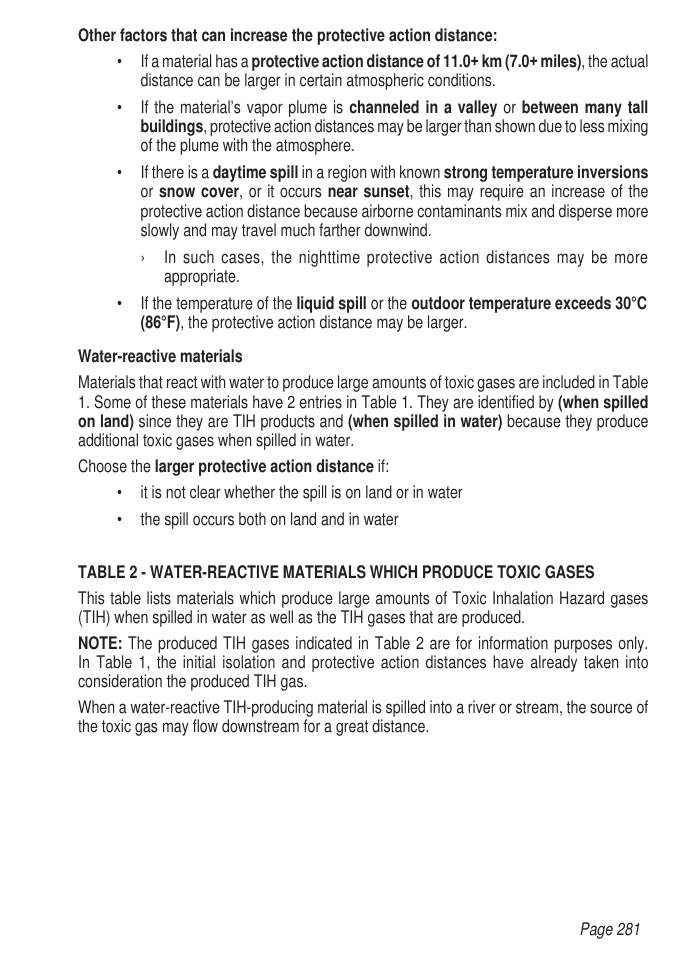 Other factors that can increase the protective action distance:
• If a material has a protective action distance of 11.0+ km (7.0+ miles), the actual
distance can be larger in certain atmospheric conditions.
• If the material's vapor plume is channeled in a valley or between many tall
buildings, protective action distances may be larger than shown due to less mixing
of the plume with the atmosphere.
• If there is a daytime spill in a region with known strong temperature inversions
or snow cover, or it occurs near sunset, this may require an increase of the
protective action distance because airborne contaminants mix and disperse more
slowly and may travel much farther downwind.
› In such cases, the nighttime protective action distances may be more
appropriate.
• If the temperature of the liquid spill or the outdoor temperature exceeds 30°C
(86°F), the protective action distance may be larger.
Water-reactive materials
Materials that react with water to produce large amounts of toxic gases are included in Table
1. Some of these materials have 2 entries in Table 1. They are identified by (when spilled
on land) since they are TIH products and (when spilled in water) because they produce
additional toxic gases when spilled in water.
Choose the larger protective action distance if:
• it is not clear whether the spill is on land or in water
• the spill occurs both on land and in water
TABLE 2 - WATER-REACTIVE MATERIALS WHICH PRODUCE TOXIC GASES
This table lists materials which produce large amounts of Toxic Inhalation Hazard gases
(TIH) when spilled in water as well as the TIH gases that are produced.
NOTE: The produced TIH gases indicated in Table 2 are for information purposes only.
In Table 1, the initial isolation and protective action distances have already taken into
consideration the produced TIH gas.
When a water-reactive TIH-producing material is spilled into a river or stream, the source of
the toxic gas may flow downstream for a great distance.
Page 281